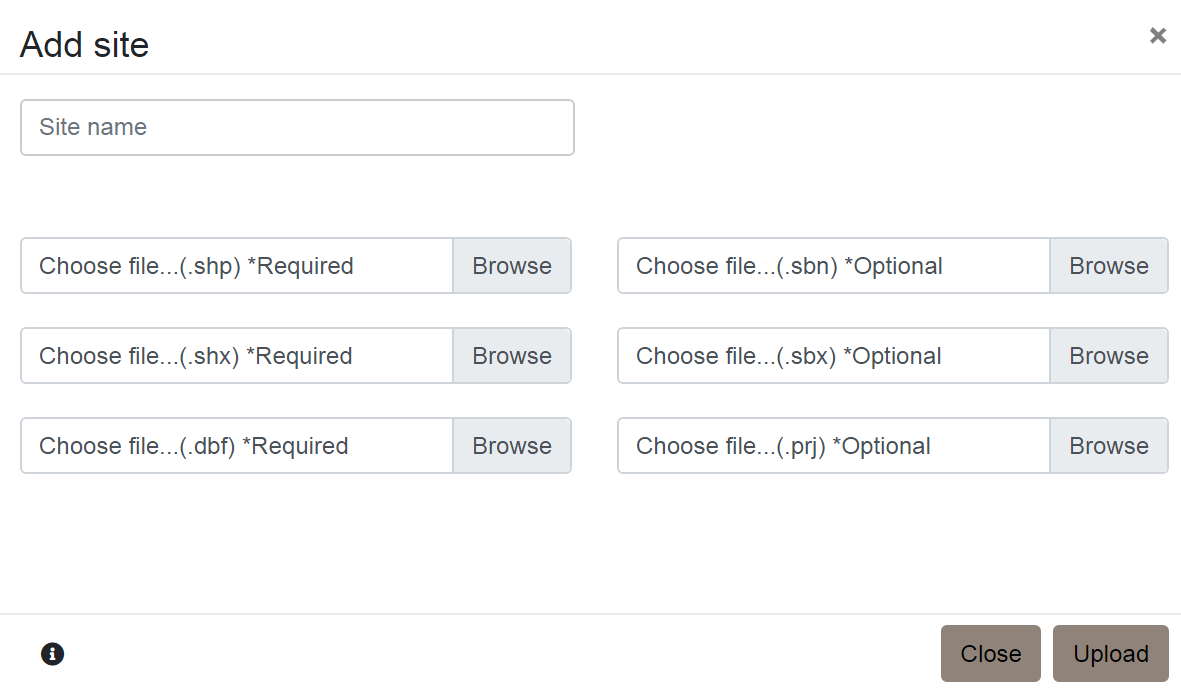 Add site
×
Site name
Choose file...(.shp) *Required Browse
Choose file...(.sbn) *Optional Browse
Choose file...(.shx) *Required Browse
Choose file...(.sbx) *Optional Browse
Choose file...(.dbf) *Required Browse
Choose file...(.prj) *Optional Browse
Close
Upload